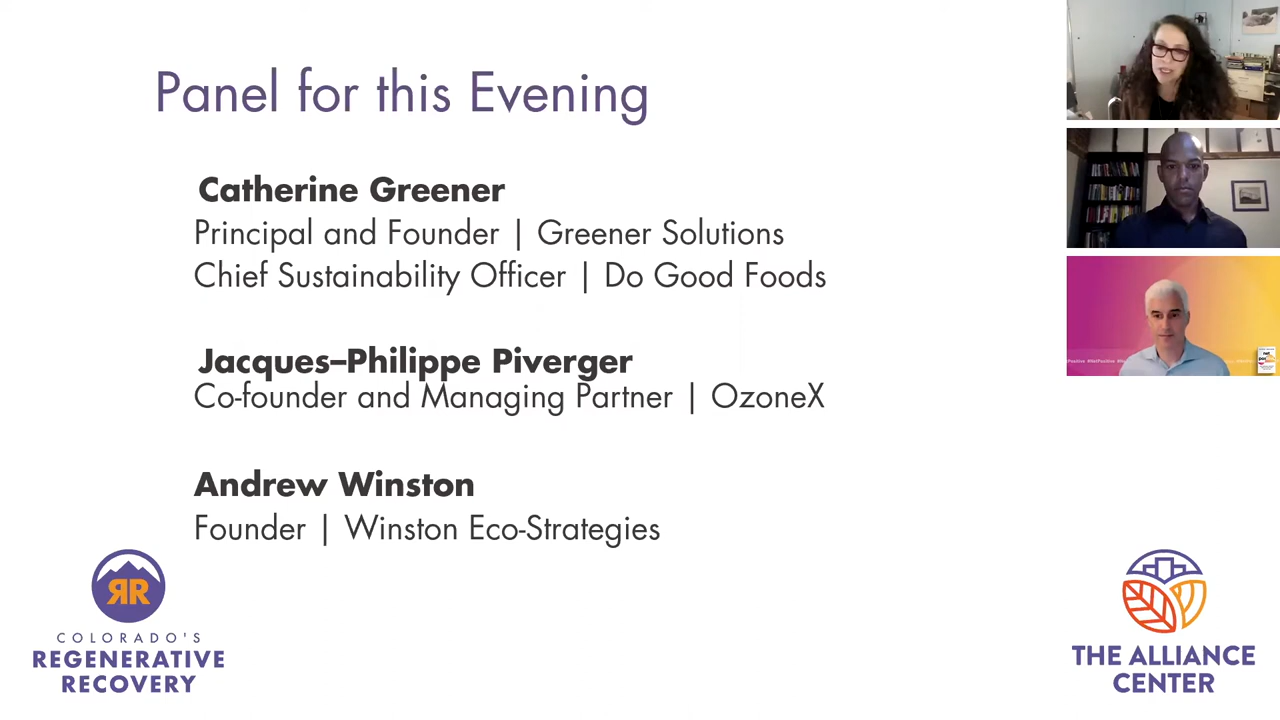 Panel for this Evening
Catherine Greener
Principal and Founder | Greener Solutions
Chief Sustainability Officer | Do Good Foods
Jacques–Philippe Piverger
Co-founder and Managing Partner | OzoneX
Andrew Winston
Founder | Winston Eco-Strategies
RR
COLORADO'S
REGENERATIVE
RECOVERY
THE ALLIANCE
CENTER